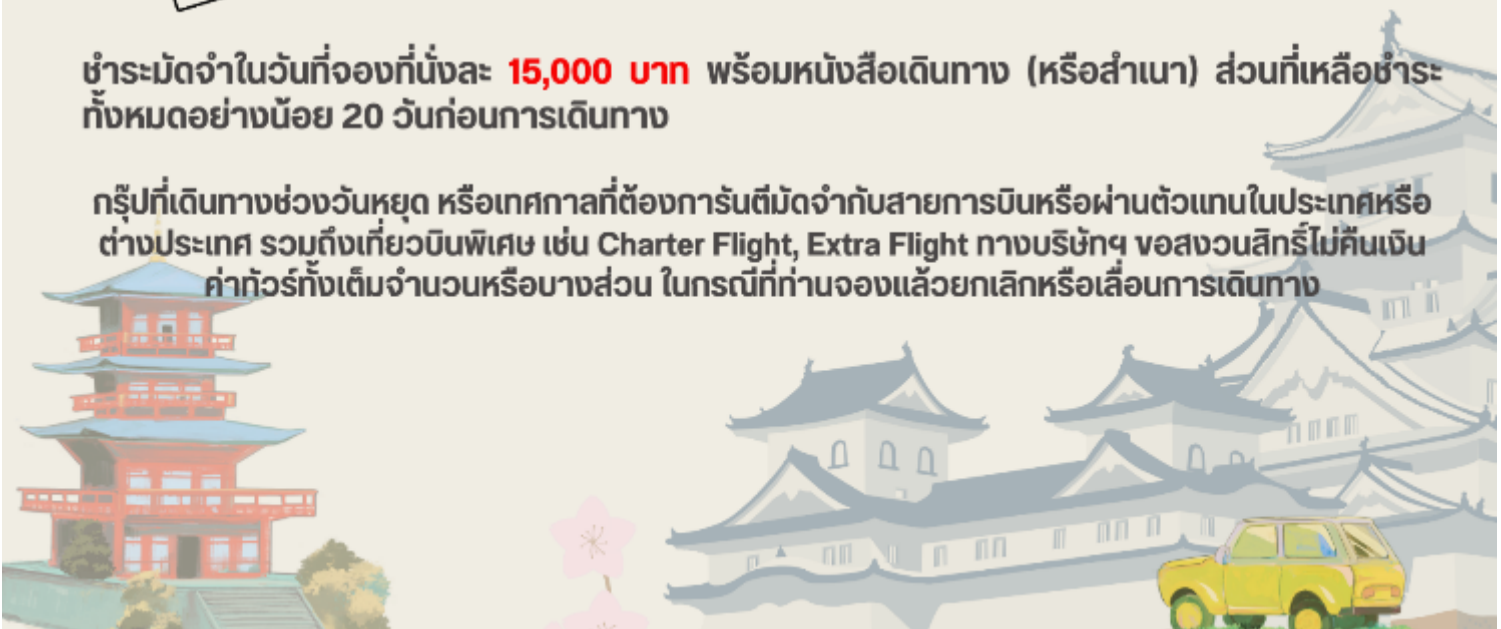 ชำระมัดจำในวันที่จองที่นั่งละ 15,000 บาท พร้อมหนังสือเดินทาง (หรือสำเนา) ส่วนที่เหลือชำระ
ทั้งหมดอย่างน้อย 20 วันก่อนการเดินทาง
กรุ๊ปที่เดินทางช่วงวันหยุด หรือเทศกาลที่ต้องการันตีมัดจำกับสายการบินหรือผ่านตัวแทนในประเทศหรือ
ต่างประเทศ รวมถึงเที่ยวบินพิเศษ เช่น Charter Flight, Extra Flight ทางบริษัทฯ ขอสงวนสิทธิ์ไม่คืนเงิน
ค่าทัวร์ทั้งเต็มจำนวนหรือบางส่วน ในกรณีที่ท่านจองแล้วยกเลิกหรือเลื่อนการเดินทาง